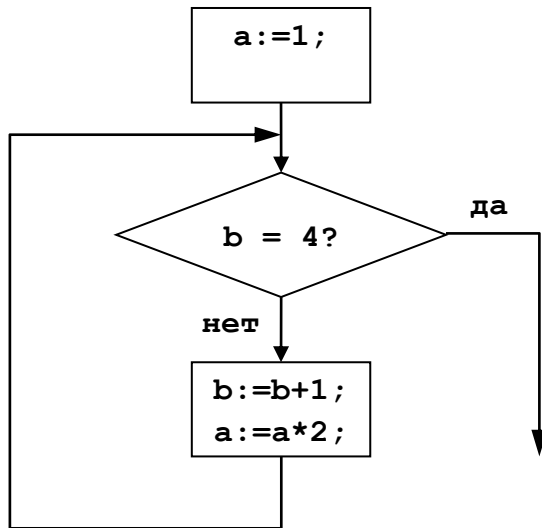 a:=1;
b = 4?
да
нет
b:=b+1;
a:=a*2;